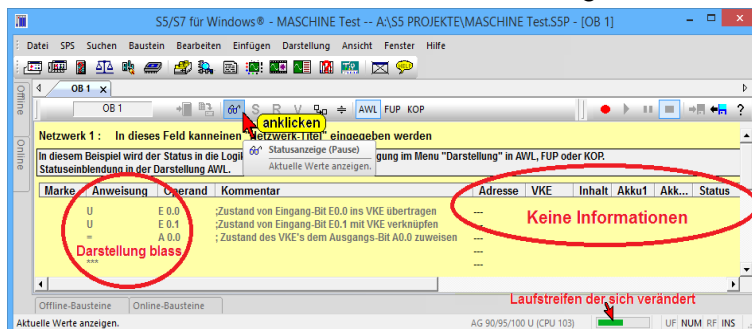 S5/S7 für Windows® - MASCHINE Test -- A:\S5 PROJEKTE\MASCHINE Test.S5P - [OB 1]
Datei SPS Suchen Baustein Bearbeiten Einfügen Darstellung Ansicht Fenster Hilfe
Offline
Online
OB 1 x
OB 1 S R V AWL FUP KOP
anklicken
Netzwerk 1 : In dieses Feld kann einen "Netzwerk-Titel" eingegeben werden
Statusanzeige (Pause)
Aktuelle Werte anzeigen.
In diesem Beispiel wird der Status in die Logik gung im Menu "Darstellung" in AWL, FUP oder KOP.
Statuseinblendung in der Darstellung AWL.
Marke Anweisung Operand Kommentar Adresse VKE Inhalt Akku1 Akk... Status
U E 0.0 ;Zustand von Eingang-Bit E0.0 ins VKE übertragen ---
U E 0.1 ;Zustand von Eingang-Bit E0.1 mit VKE verknüpfen ---
= A 0.0 ; Zustand des VKE's dem Ausgangs-Bit A0.0 zuweisen ---
*** ---
Darstellung blass
Keine Informationen
Laufstreifen der sich verändert
Offline-Bausteine Online-Bausteine
Aktuelle Werte anzeigen. AG 90/95/100 U (CPU 103) UF NUM RF INS